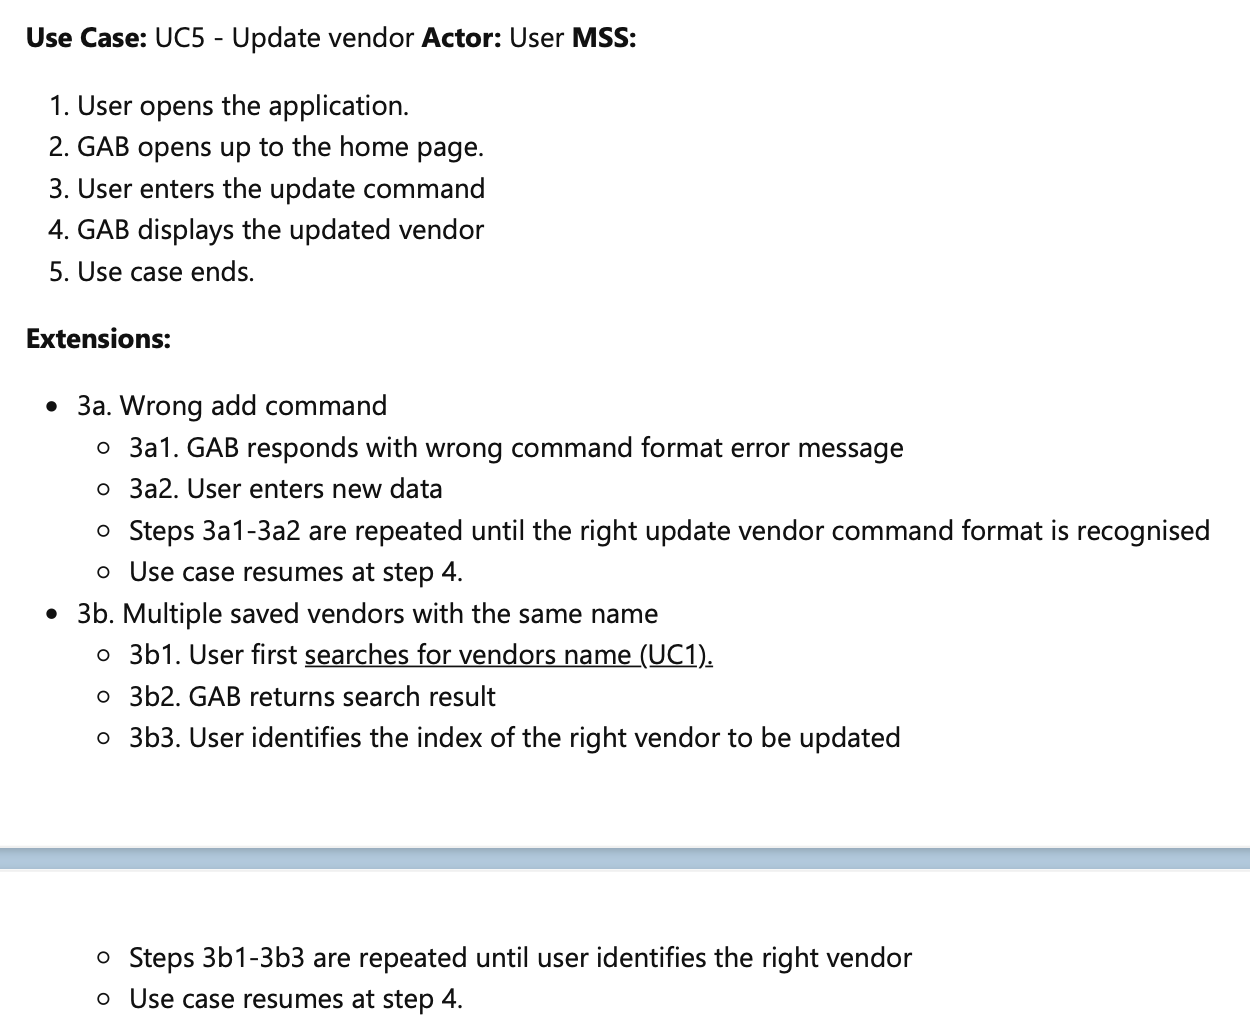 Use Case: UC5 - Update vendor Actor: User MSS:
1. User opens the application.
2. GAB opens up to the home page.
3. User enters the update command
4. GAB displays the updated vendor
5. Use case ends.
Extensions:
• 3a. Wrong add command
○ 3a1. GAB responds with wrong command format error message
○ 3a2. User enters new data
○ Steps 3a1-3a2 are repeated until the right update vendor command format is recognised
○ Use case resumes at step 4.
• 3b. Multiple saved vendors with the same name
○ 3b1. User first searches for vendors name (UC1).
○ 3b2. GAB returns search result
○ 3b3. User identifies the index of the right vendor to be updated
○ Steps 3b1-3b3 are repeated until user identifies the right vendor
○ Use case resumes at step 4.